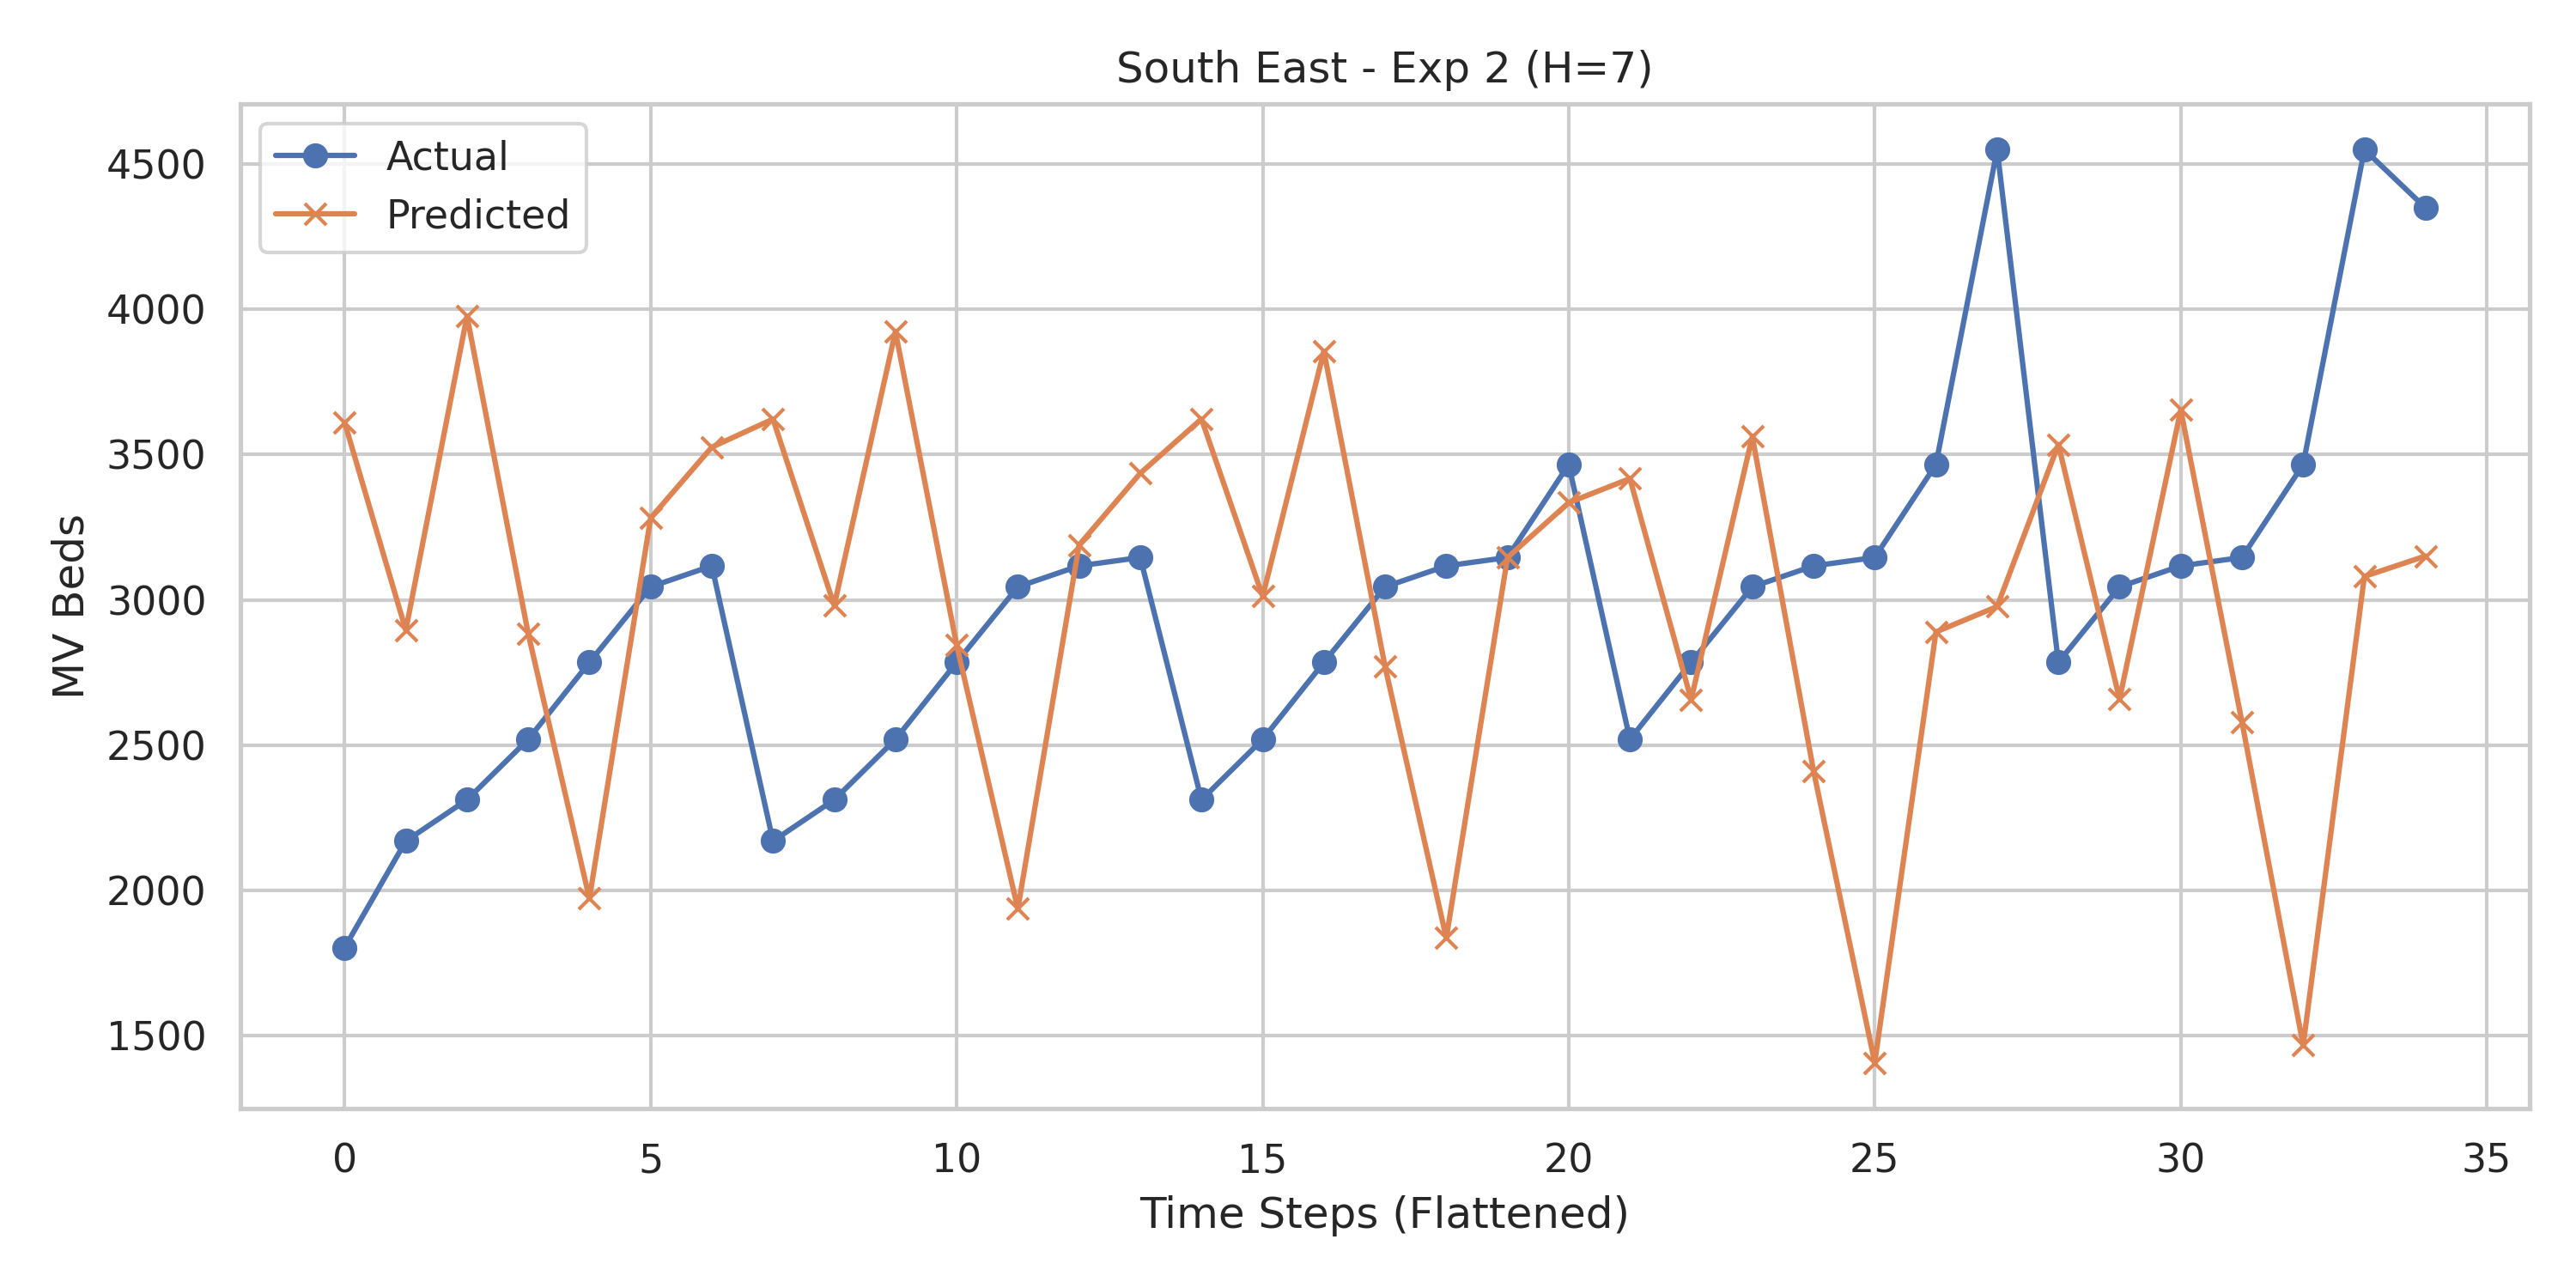 South East - Exp 2 (H=7)
Actual
Predicted
MV Beds
4500
4000
3500
3000
2500
2000
1500
0 5 10 15 20 25 30 35
Time Steps (Flattened)